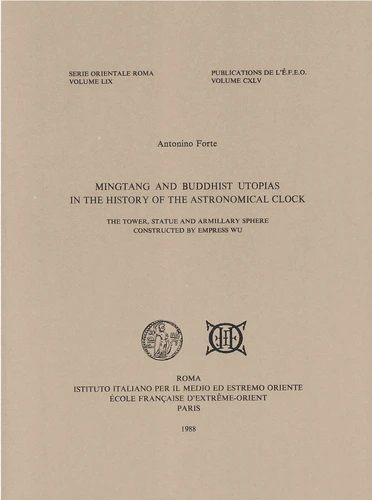 SERIE ORIENTALE ROMA
VOLUME LIX
PUBLICATIONS DE L'É.F.E.O.
VOLUME CXLV
Antonino Forte
MINGTANG AND BUDDHIST UTOPIAS
IN THE HISTORY OF THE ASTRONOMICAL CLOCK
THE TOWER, STATUE AND ARMILLARY SPHERE
CONSTRUCTED BY EMPRESS WU
ROMA
ISTITUTO ITALIANO PER IL MEDIO ED ESTREMO ORIENTE
ÉCOLE FRANÇAISE D'EXTRÊME-ORIENT
PARIS
1988